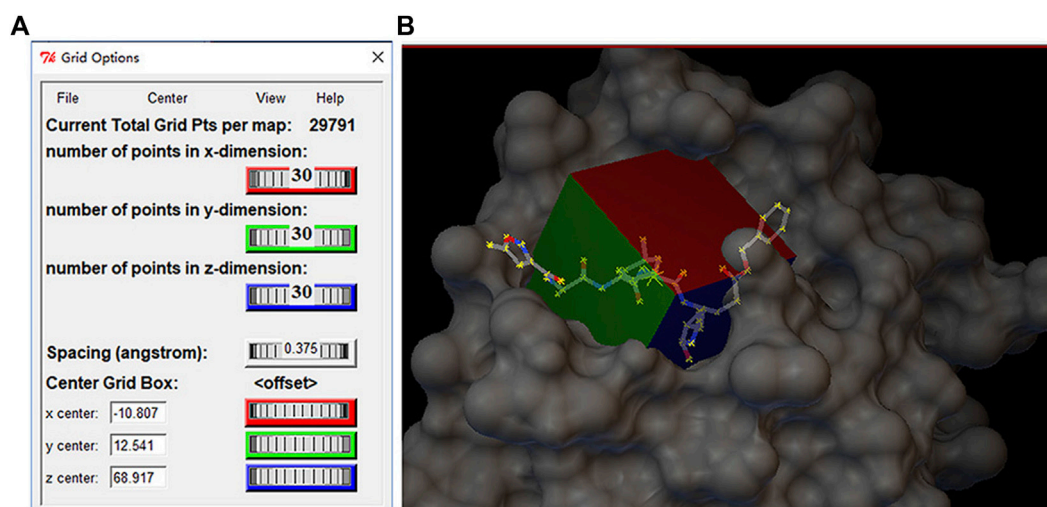 A
B
7k Grid Options
File Center View Help
Current Total Grid Pts per map: 29791
number of points in x-dimension:
30
number of points in y-dimension:
30
number of points in z-dimension:
30
Spacing (angstrom): 0.375
Center Grid Box: <offset>
x center: -10.807
y center: 12.541
z center: 68.917